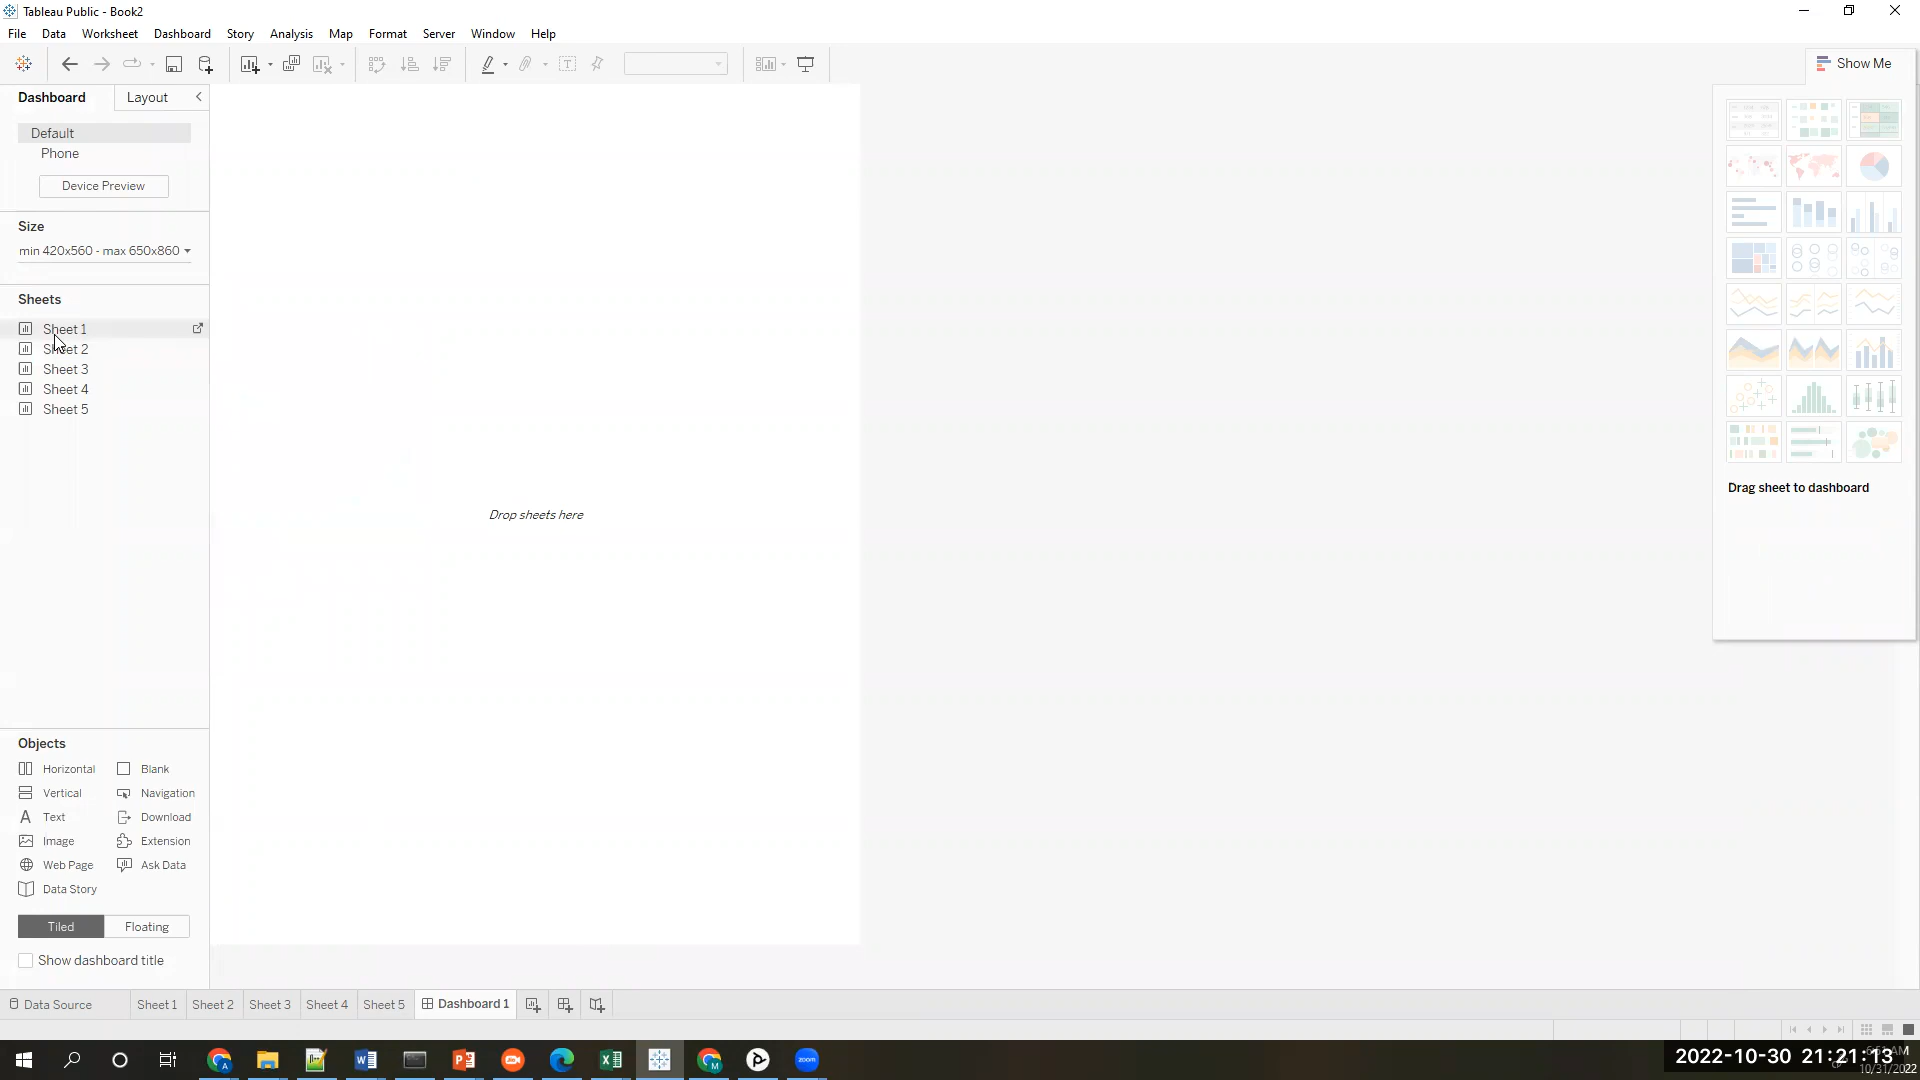 Tableau Public - Book2
File Data Worksheet Dashboard Story Analysis Map Format Server Window Help
Show Me
Dashboard Layout
Default
Phone
Device Preview
Size
min 420x560 - max 650x860
Sheets
Sheet 1
Sheet 2
Sheet 3
Sheet 4
Sheet 5
Drop sheets here
Drag sheet to dashboard
Objects
Horizontal Blank
Vertical Navigation
Text Download
Image Extension
Web Page Ask Data
Data Story
Tiled Floating
Show dashboard title
Data Source Sheet 1 Sheet 2 Sheet 3 Sheet 4 Sheet 5 Dashboard 1
zoom
2022-10-30 21:21:13
10/31/2022